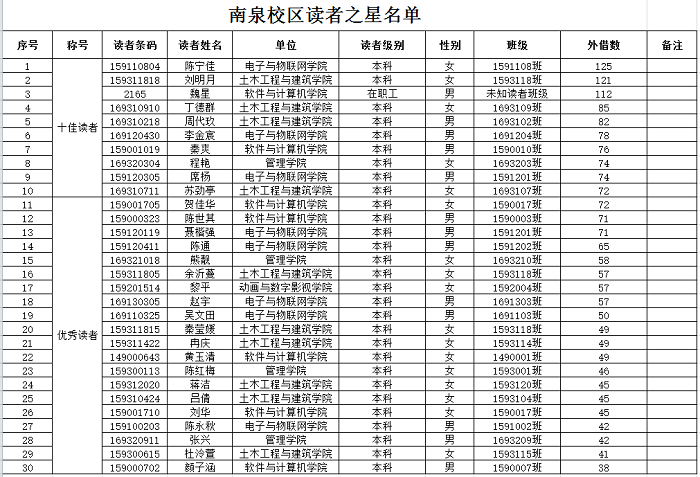 南泉校区读者之星名单
序号 称号 读者条码 读者姓名 单位 读者级别 性别 班级 外借数 备注
十佳读者
1 159110804 陈宁佳 电子与物联网学院 本科 女 1591108班 125
2 159311818 刘明月 土木工程与建筑学院 本科 女 1593118班 121
3 2165 魏星 软件与计算机学院 在职工 男 未知读者班级 112
4 169310910 丁德群 土木工程与建筑学院 本科 女 1693109班 85
5 169310218 周代玖 土木工程与建筑学院 本科 男 1693102班 82
6 169120430 李金宸 电子与物联网学院 本科 男 1691204班 78
7 159001019 秦爽 软件与计算机学院 本科 男 1590010班 76
8 169320304 程艳 管理学院 本科 女 1693203班 74
9 159120305 席杨 电子与物联网学院 本科 男 1591201班 74
10 169310711 苏劲亭 土木工程与建筑学院 本科 女 1693107班 72
优秀读者
11 159001705 贺佳华 软件与计算机学院 本科 女 1590017班 72
12 159000323 陈世其 软件与计算机学院 本科 男 1590003班 71
13 159120119 聂楷强 电子与物联网学院 本科 男 1591201班 71
14 159120411 陈通 电子与物联网学院 本科 男 1591202班 65
15 169321018 熊靓 管理学院 本科 女 1693210班 58
16 159311805 余沂蔓 土木工程与建筑学院 本科 女 1593118班 57
17 159201514 黎平 动画与数字影视学院 本科 女 1592004班 57
18 169130305 赵宇 电子与物联网学院 本科 男 1691303班 57
19 169110325 吴文田 电子与物联网学院 本科 男 1691103班 50
20 159311815 秦莹媛 土木工程与建筑学院 本科 女 1593118班 49
21 159311422 冉庆 土木工程与建筑学院 本科 女 1593114班 49
22 149000643 黄玉清 软件与计算机学院 本科 女 1490001班 49
23 159300113 陈红梅 管理学院 本科 女 1593001班 46
24 159312020 蒋洁 土木工程与建筑学院 本科 女 1593120班 45
25 159310424 吕倩 土木工程与建筑学院 本科 女 1593104班 45
26 159001710 刘华 软件与计算机学院 本科 女 1590017班 45
27 159100203 陈永秋 电子与物联网学院 本科 男 1591002班 42
28 169320911 张兴 管理学院 本科 男 1693209班 42
29 159300615 杜泠萱 土木工程与建筑学院 本科 女 1593115班 41
30 159000702 颜子涵 软件与计算机学院 本科 男 1590007班 38